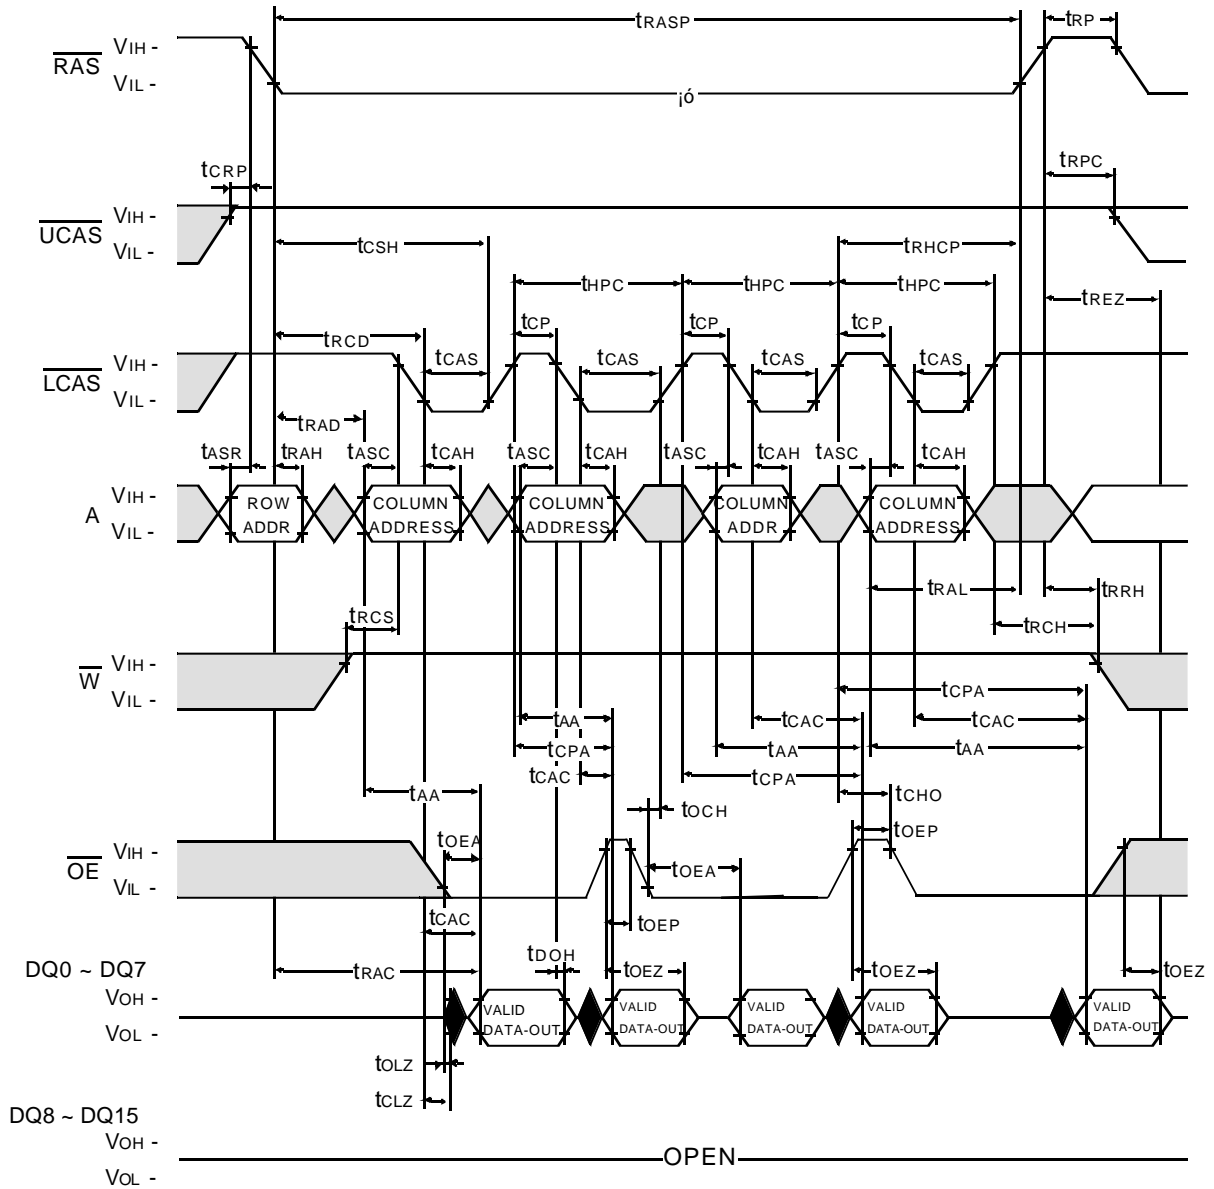 tRASP
tRP
RAS
VIH -
VIL -
¡ó
tCRP
tRPC
UCAS
VIH -
VIL -
tCSH
tRHCP
tHPC
tHPC
tHPC
tREZ
tRCD
tCP
tCP
tCP
LCAS
VIH -
VIL -
tCAS
tCAS
tCAS
tCAS
tRAD
tASR
tRAH
tASC
tCAH
tASC
tCAH
tASC
tCAH
tASC
tCAH
A
VIH -
VIL -
ROW
ADDR
COLUMN
ADDRESS
COLUMN
ADDRESS
COLUMN
ADDR
COLUMN
ADDRESS
tRAL
tRRH
tRCS
tRCH
W
VIH -
VIL -
tCPA
tAA
tCAC
tCAC
tCPA
tAA
tAA
tCAC
tCPA
tAA
tCHO
tOCH
tOEP
tOEA
OE
VIH -
VIL -
tOEA
tCAC
tOEP
tDOH
tRAC
tOEZ
tOEZ
tOEZ
DQ0 ~ DQ7
VOH -
VOL -
VALID
DATA-OUT
VALID
DATA-OUT
VALID
DATA-OUT
VALID
DATA-OUT
VALID
DATA-OUT
tOLZ
tCLZ
DQ8 ~ DQ15
VOH -
VOL -
OPEN